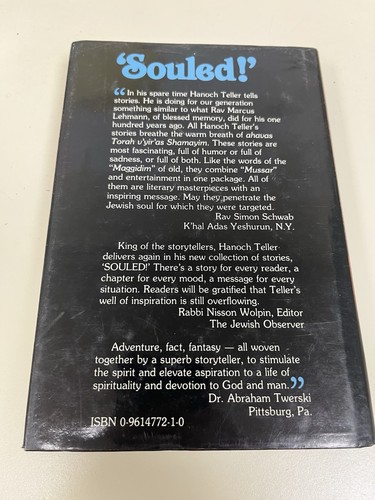 'Souled!'
“In his spare time Hanoch Teller tells
stories. He is doing for our generation
something similar to what Rav Marcus
Lehmann, of blessed memory, did for his one
hundred years ago. All Hanoch Teller's
stories breathe the warm breath of ahavas
Torah v'yir'as Shamayim. These stories are
most fascinating, full of humor or full of
sadness, or full of both. Like the words of the
“Maggidim” of old, they combine “Mussar”
and entertainment in one package. All of
them are literary masterpieces with an
inspiring message. May they penetrate the
Jewish soul for which they were targeted.
Rav Simon Schwab
K'hal Adas Yeshurun, N.Y.
King of the storytellers, Hanoch Teller
delivers again in his new collection of stories,
'SOULED!' There's a story for every reader, a
chapter for every mood, a message for every
situation. Readers will be gratified that Teller's
well of inspiration is still overflowing.
Rabbi Nisson Wolpin, Editor
The Jewish Observer
Adventure, fact, fantasy — all woven
together by a superb storyteller, to stimulate
the spirit and elevate aspiration to a life of
spirituality and devotion to God and man.”
Dr. Abraham Twerski
Pittsburg, Pa.
ISBN 0-9614772-1-0